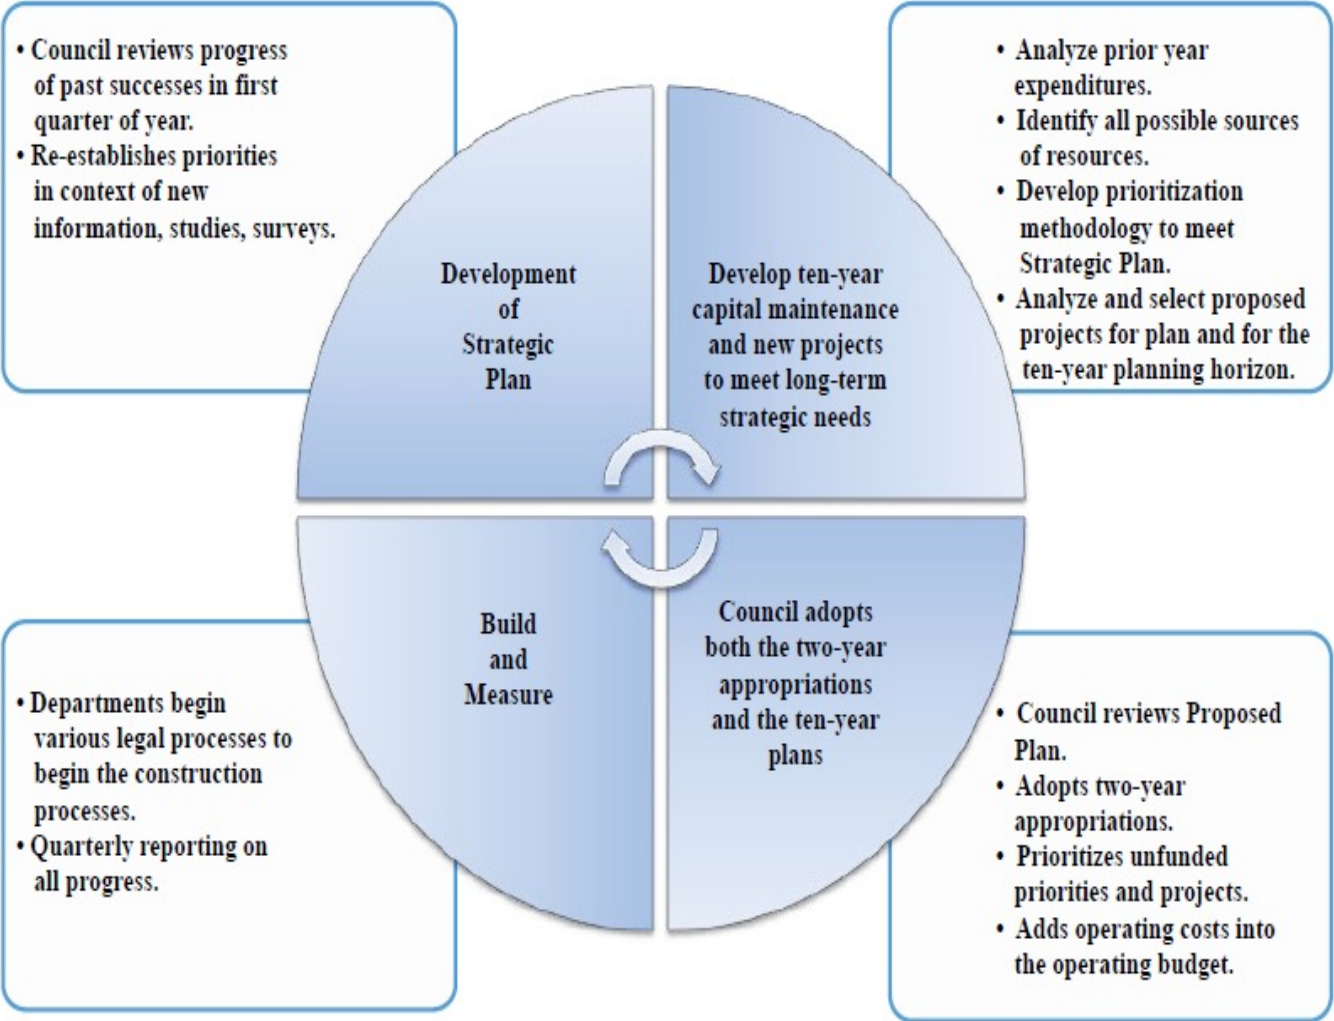 • Council reviews progress
of past successes in first
quarter of year.
• Re-establishes priorities
in context of new
information, studies, surveys.
• Analyze prior year
expenditures.
• Identify all possible sources
of resources.
• Develop prioritization
methodology to meet
Strategic Plan.
• Analyze and select proposed
projects for plan and for the
ten-year planning horizon.
Development
of
Strategic
Plan
Develop ten-year
capital maintenance
and new projects
to meet long-term
strategic needs
Build
and
Measure
Council adopts
both the two-year
appropriations
and the ten-year
plans
• Departments begin
various legal processes to
begin the construction
processes.
• Quarterly reporting on
all progress.
• Council reviews Proposed
Plan.
• Adopts two-year
appropriations.
• Prioritizes unfunded
priorities and projects.
• Adds operating costs into
the operating budget.